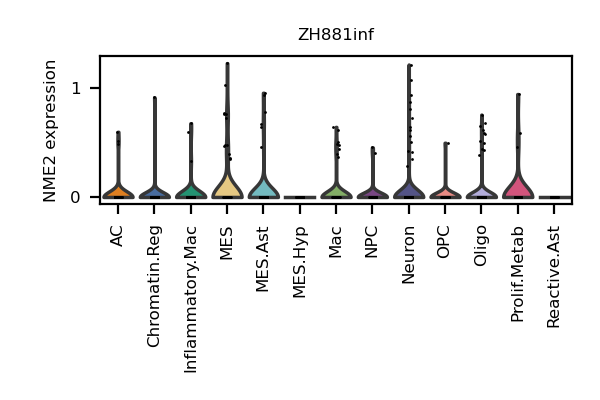 ZH881inf
NME2 expression
1
0
AC
Chromatin.Reg
Inflammatory.Mac
MES
MES.Ast
MES.Hyp
Mac
NPC
Neuron
OPC
Oligo
Prolif.Metab
Reactive.Ast